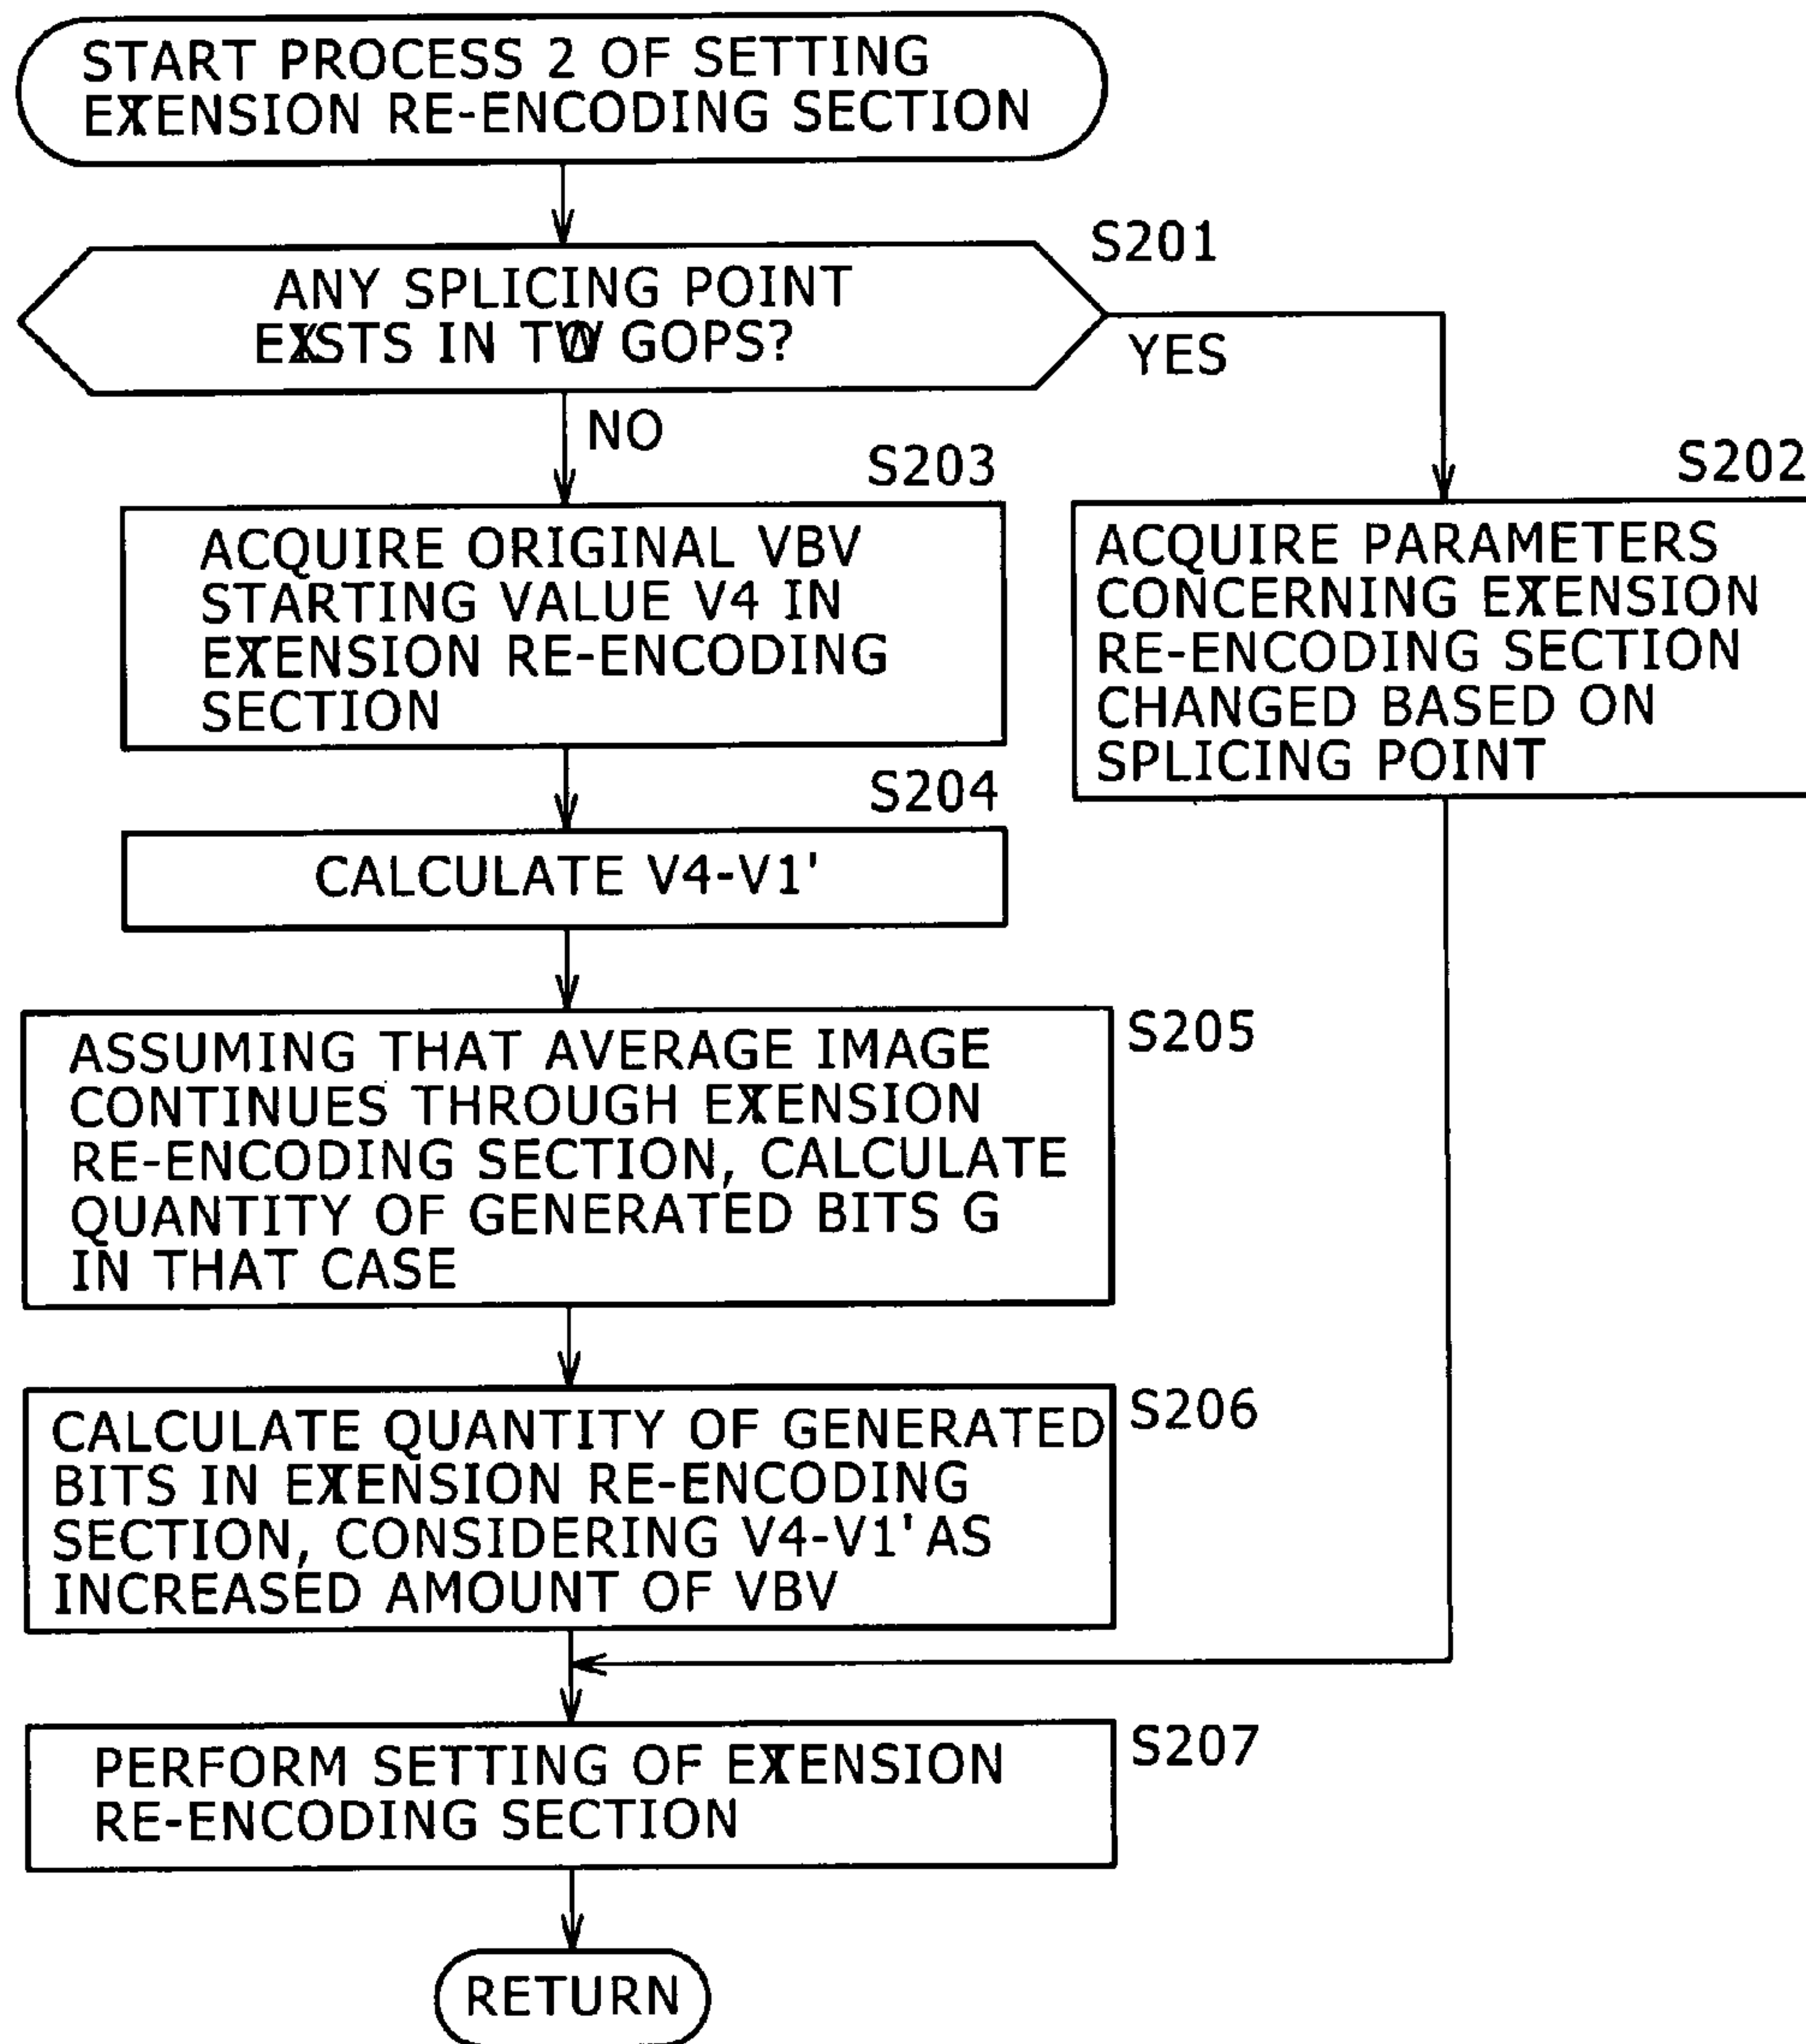 START PROCESS 2 OF SETTING
EXTENSION RE-ENCODING SECTION
S201
ANY SPLICING POINT
EXISTS IN TWO GOPS?
YES
NO
S203
ACQUIRE ORIGINAL VBV
STARTING VALUE V4 IN
EXTENSION RE-ENCODING
SECTION
S202
ACQUIRE PARAMETERS
CONCERNING EXTENSION
RE-ENCODING SECTION
CHANGED BASED ON
SPLICING POINT
S204
CALCULATE V4-V1'
S205
ASSUMING THAT AVERAGE IMAGE
CONTINUES THROUGH EXTENSION
RE-ENCODING SECTION, CALCULATE
QUANTITY OF GENERATED BITS G
IN THAT CASE
S206
CALCULATE QUANTITY OF GENERATED
BITS IN EXTENSION RE-ENCODING
SECTION, CONSIDERING V4-V1' AS
INCREASED AMOUNT OF VBV
S207
PERFORM SETTING OF EXTENSION
RE-ENCODING SECTION
RETURN